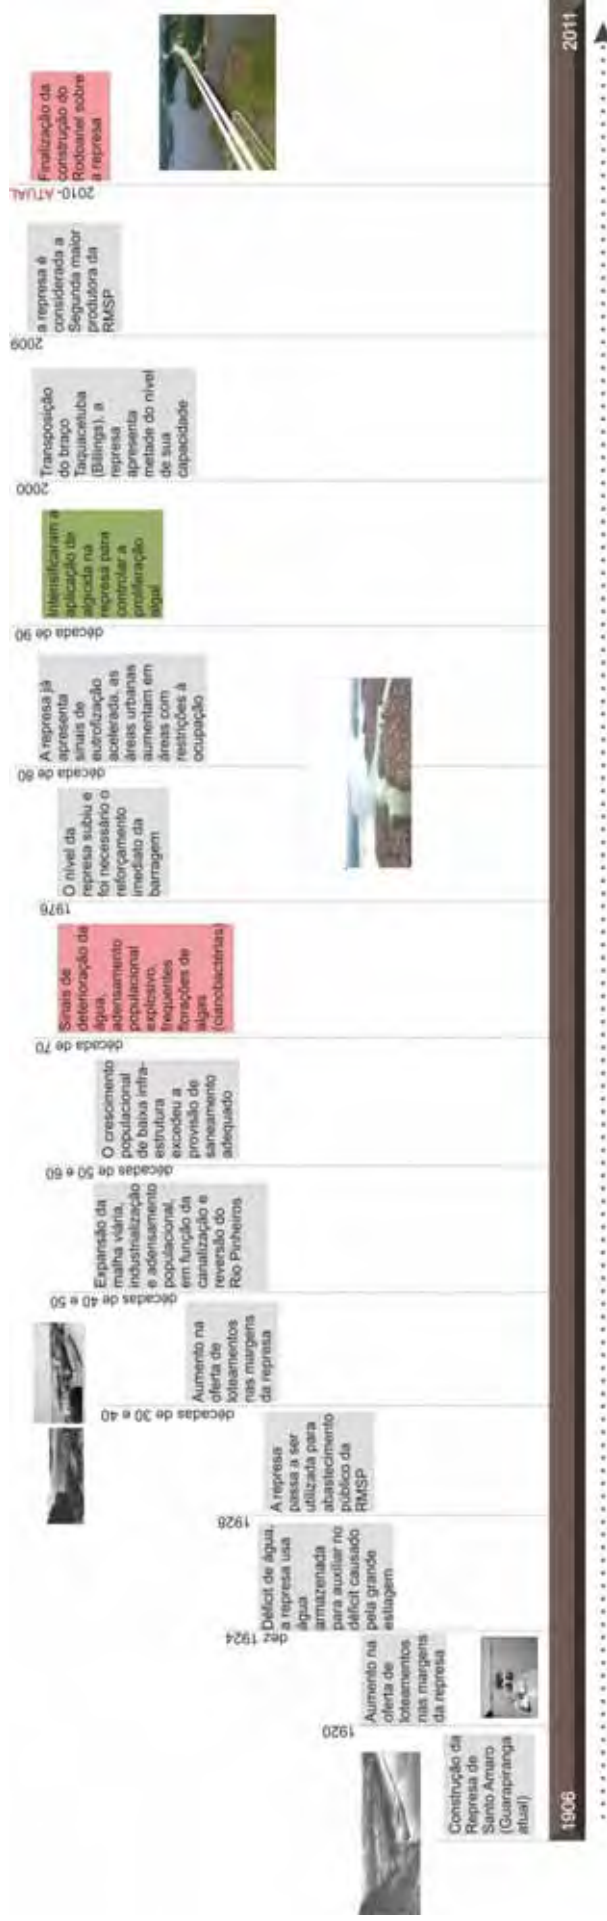 1906
Construção da
Represa de
Santo Amaro
(Guarapiranga
atual)
1920
Aumento na
oferta de
loteamentos
nas margens
da represa
dez 1924
Déficit de água,
a represa usa
água
armazenada
para auxiliar no
déficit causado
pela grande
estiagem
1928
A represa
passa a ser
utilizada para
abastecimento
público da
RMSP
décadas de 30 e 40
Aumento na
oferta de
loteamentos
nas margens
da represa
décadas de 40 e 50
Expansão da
malha viária,
industrialização
e adensamento
populacional,
em função da
canalização e
reversão do
Rio Pinheiros
décadas de 50 e 60
O crescimento
populacional
de baixa infra-
estrutura
excedeu a
provisão de
saneamento
adequado
década de 70
Sinais de
deterioração da
água,
adensamento
populacional
explosivo,
frequentes
florações de
algas
(cianobactérias)
1976
O nível da
represa subiu e
foi necessário o
reforçamento
imediato da
barragem
década de 80
A represa já
apresenta
sinais de
eutrofização
acelerada, as
áreas urbanas
aumentam em
áreas com
restrições à
ocupação
década de 90
Intensificaram a
aplicação de
algicida na
represa para
controlar a
proliferação
algal
2000
Transposição
do braço
Taquacetuba
(Bilings), a
represa
apresenta
metade do nível
de sua
capacidade
2009
a represa é
considerada a
Segunda maior
produtora da
RMSP
2010- ATUAL
Finalização da
construção do
Rodoanel sobre
a represa
2011